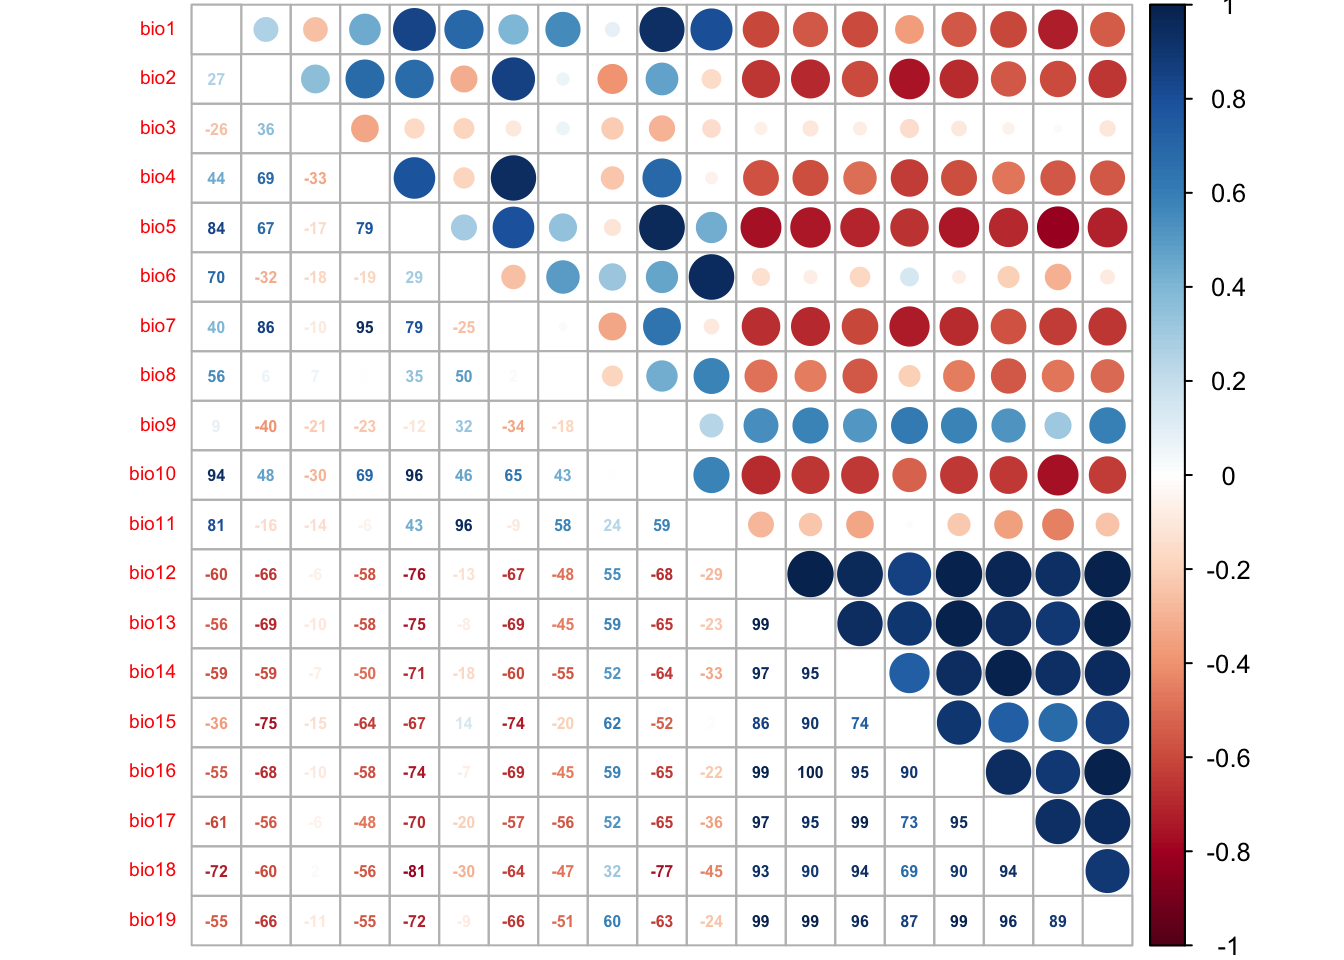 bio1
bio2 27
bio3 -26 36
bio4 44 69 -33
bio5 84 67 -17 79
bio6 70 -32 -18 -19 29
bio7 40 86 -10 95 79 -25
bio8 56 6 7 35 50 2
bio9 9 -40 -21 -23 -12 32 -34 -18
bio10 94 48 -30 69 96 46 65 43
bio11 81 -16 -14 -6 43 96 -9 58 24 59
bio12 -60 -66 -6 -58 -76 -13 -67 -48 55 -68 -29
bio13 -56 -69 -10 -58 -75 -8 -69 -45 59 -65 -23 99
bio14 -59 -59 -7 -50 -71 -18 -60 -55 52 -64 -33 97 95
bio15 -36 -75 -15 -64 -67 14 -74 -20 62 -52 86 90 74
bio16 -55 -68 -10 -58 -74 -7 -69 -45 59 -65 -22 99 100 95 90
bio17 -61 -56 -6 -48 -70 -20 -57 -56 52 -65 -36 97 95 99 73 95
bio18 -72 -60 2 -56 -81 -30 -64 -47 32 -77 -45 93 90 94 69 90 94
bio19 -55 -66 -11 -55 -72 -9 -66 -51 60 -63 -24 99 99 96 87 99 96 89
1
0.8
0.6
0.4
0.2
0
-0.2
-0.4
-0.6
-0.8
-1